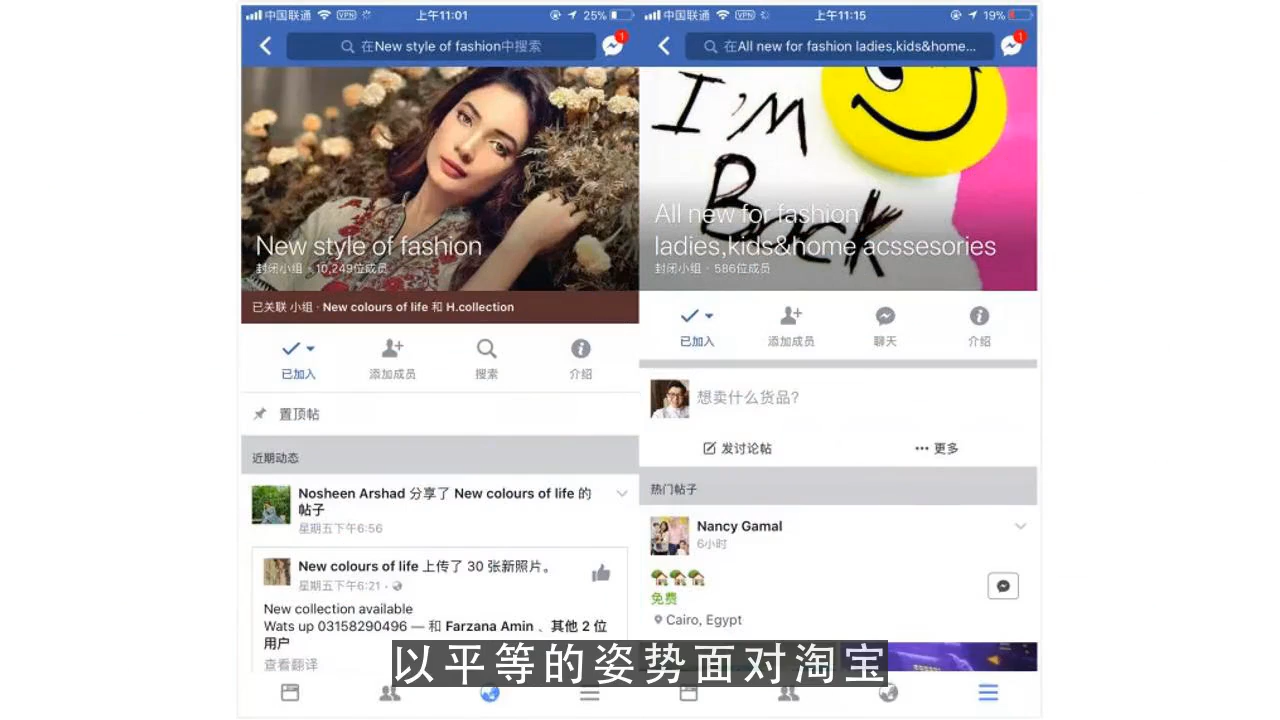 中国联通 VPN 上午11:01 25%
在New style of fashion中搜索
1
New style of fashion
封闭小组 · 10,249位成员
已关联 小组 · New colours of life 和 H.collection
已加入 添加成员 搜索 介绍
置顶帖
近期动态
Nosheen Arshad 分享了 New colours of life 的
帖子
星期五下午6:56
New colours of life 上传了 30 张新照片。
星期五下午6:21 ·
New collection available
Wats up 03158290496 — 和 Farzana Amin 、其他 2 位
用户
查看翻译
中国联通 VPN 上午11:15 19%
在All new for fashion ladies,kids&home...
1
I'm
Back
All new for fashion
ladies,kids&home acssesories
封闭小组 · 586位成员
已加入 添加成员 聊天 介绍
想卖什么货品?
发讨论帖 ··· 更多
热门帖子
Nancy Gamal
6小时
免费
Cairo, Egypt
以平等的姿势面对淘宝